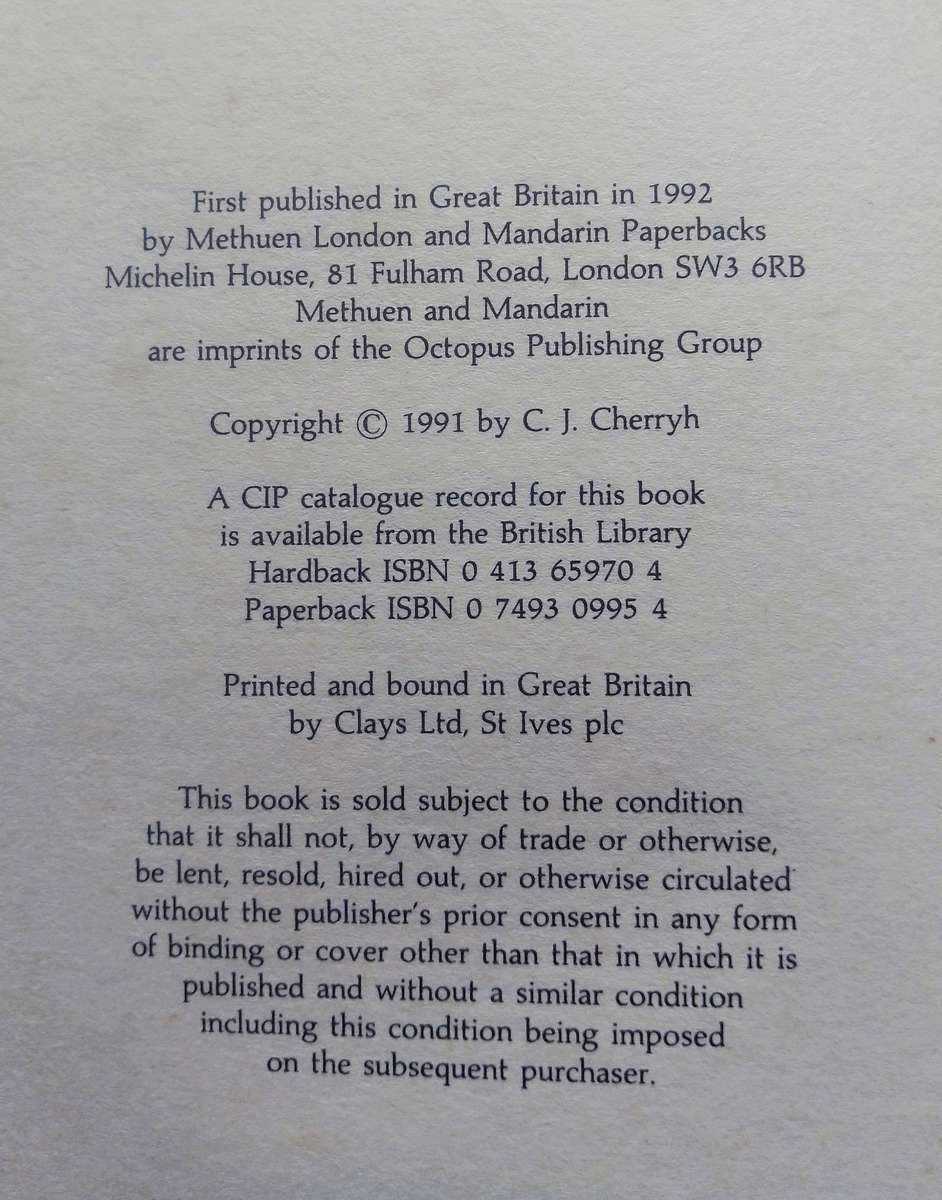 First published in Great Britain in 1992
by Methuen London and Mandarin Paperbacks
Michelin House, 81 Fulham Road, London SW3 6RB
Methuen and Mandarin
are imprints of the Octopus Publishing Group
Copyright © 1991 by C. J. Cherryh
A CIP catalogue record for this book
is available from the British Library
Hardback ISBN 0 413 65970 4
Paperback ISBN 0 7493 0995 4
Printed and bound in Great Britain
by Clays Ltd, St Ives plc
This book is sold subject to the condition
that it shall not, by way of trade or otherwise,
be lent, resold, hired out, or otherwise circulated
without the publisher's prior consent in any form
of binding or cover other than that in which it is
published and without a similar condition
including this condition being imposed
on the subsequent purchaser.